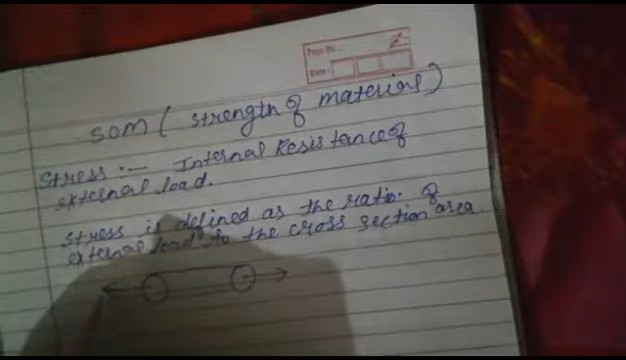 Page No.
Date
SOM ( Strength of material)
Stress :- Internal Resistance of
external load.
Stress is defined as the ratio. of
external load to the cross section area